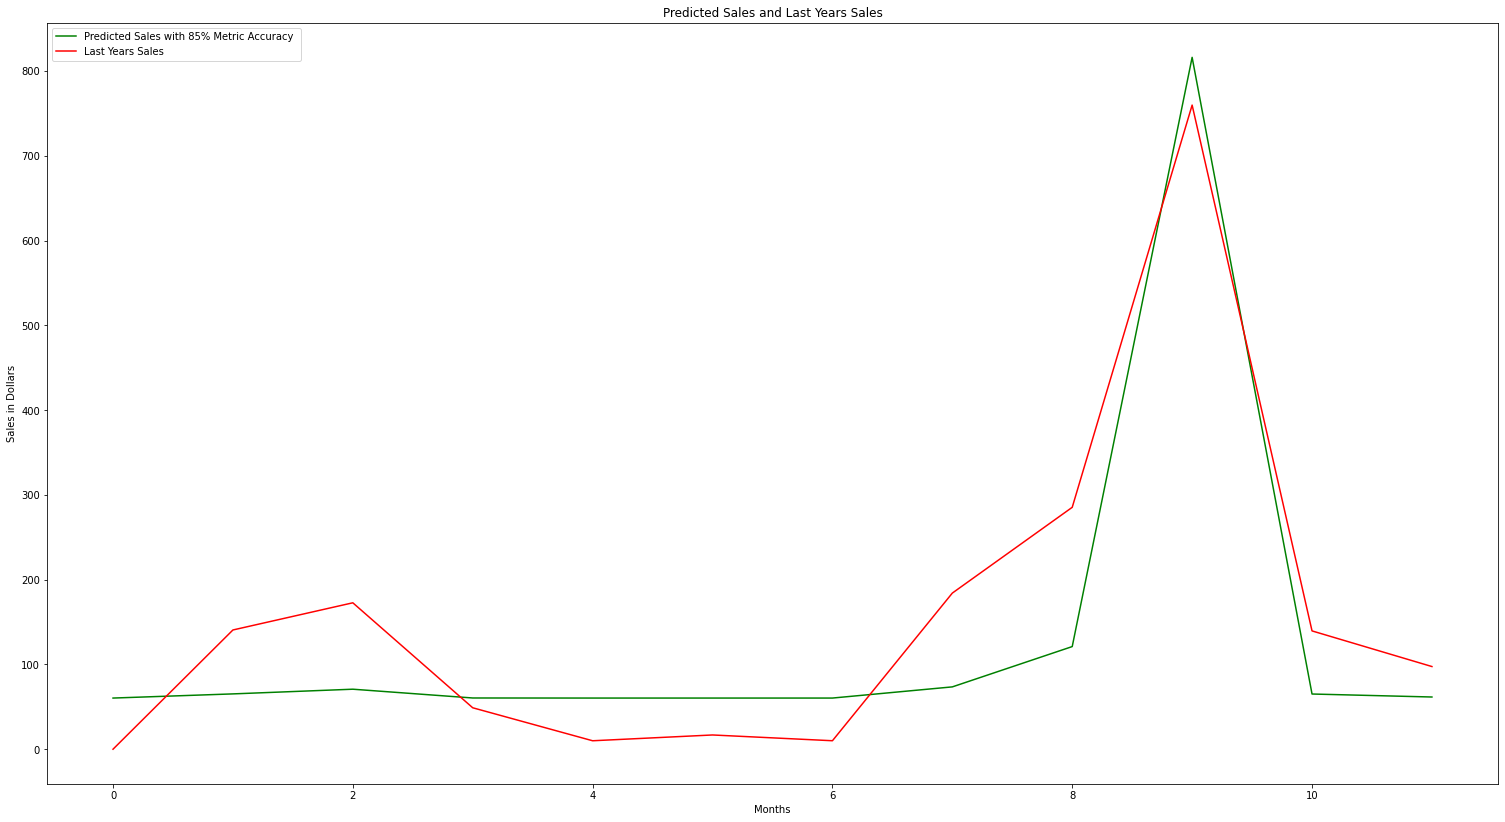 Predicted Sales and Last Years Sales
Predicted Sales with 85% Metric Accuracy
Last Years Sales
800
700
600
500
400
300
200
100
0
Sales in Dollars
0 2 4 6 8 10
Months